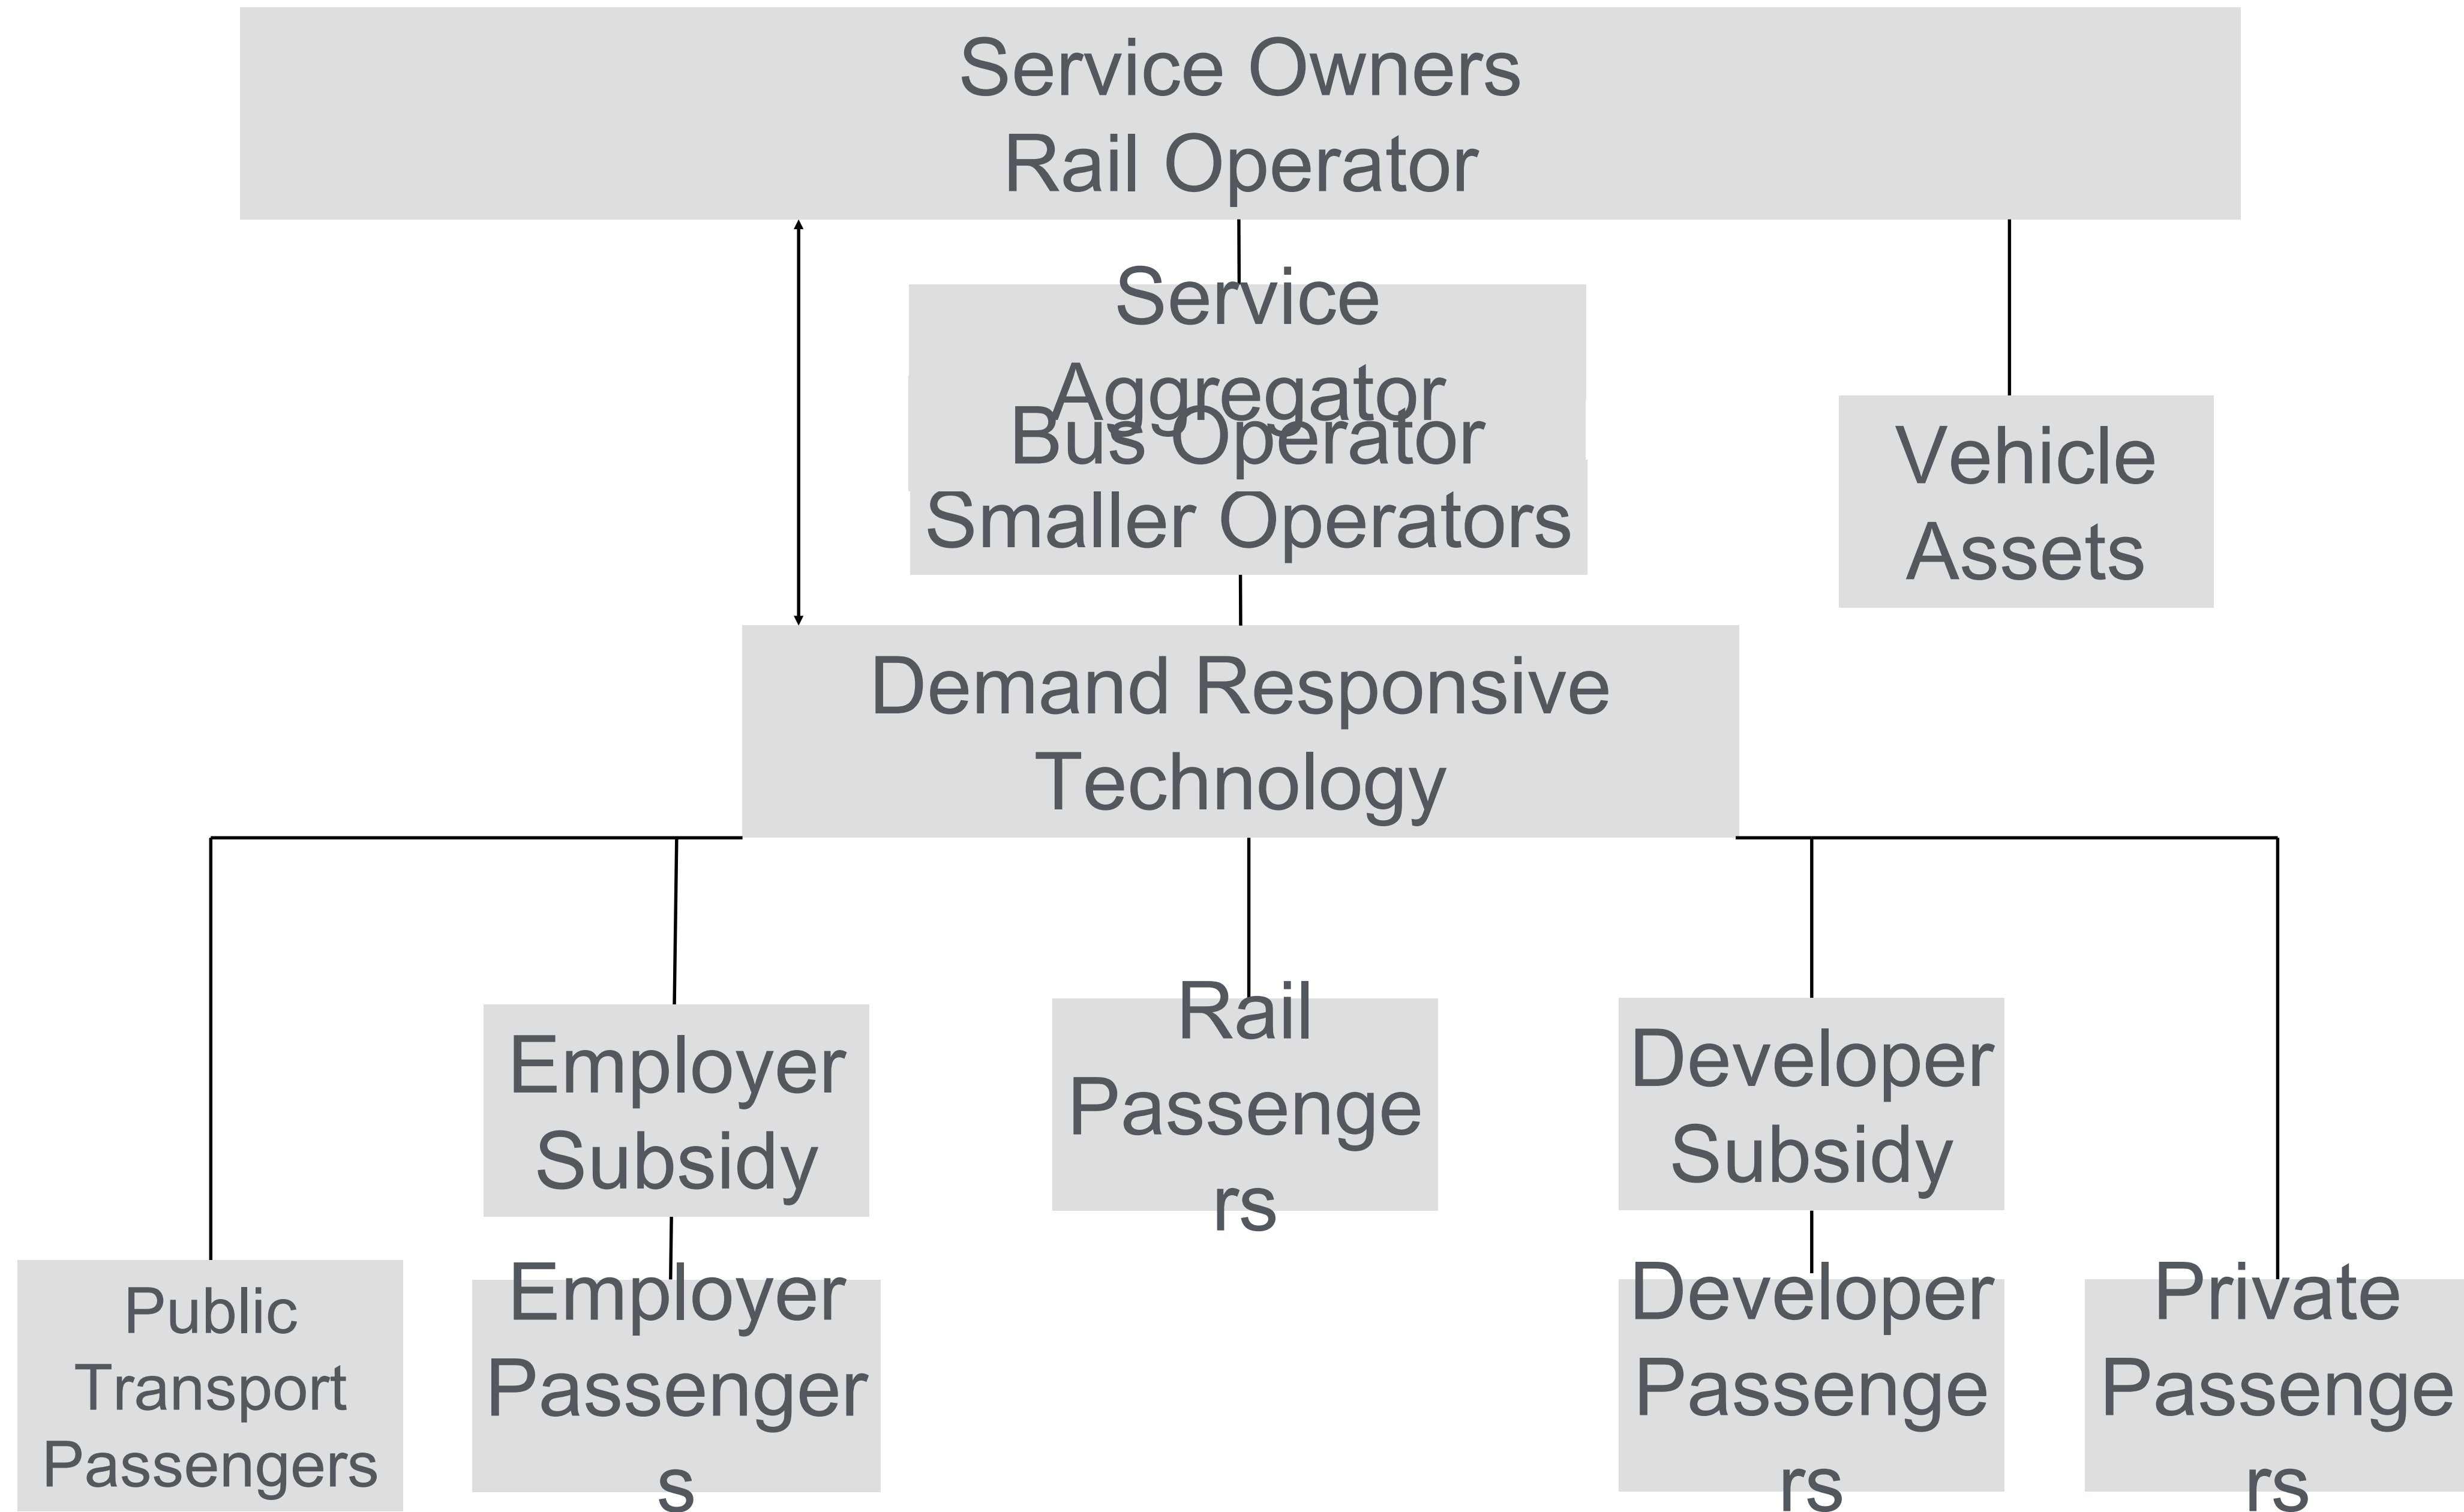 Service Owners
Rail Operator
Service
Aggregator
Bus Operator
Smaller Operators
Vehicle
Assets
Demand Responsive
Technology
Employer
Subsidy
Rail
Passenge
rs
Developer
Subsidy
Public
Transport
Passengers
Employer
Passenger
s
Developer
Passenge
rs
Private
Passenge
rs